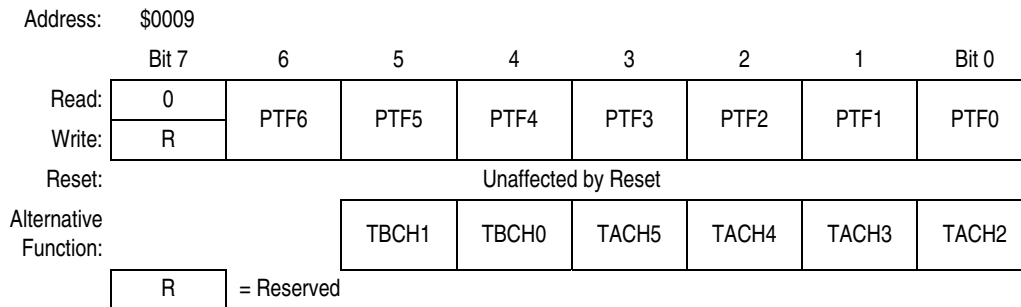 Address: $0009
Bit 7 6 5 4 3 2 1 Bit 0
Read: 0 PTF6 PTF5 PTF4 PTF3 PTF2 PTF1 PTF0
Write: R
Reset: Unaffected by Reset
Alternative
Function: TBCH1 TBCH0 TACH5 TACH4 TACH3 TACH2
R = Reserved